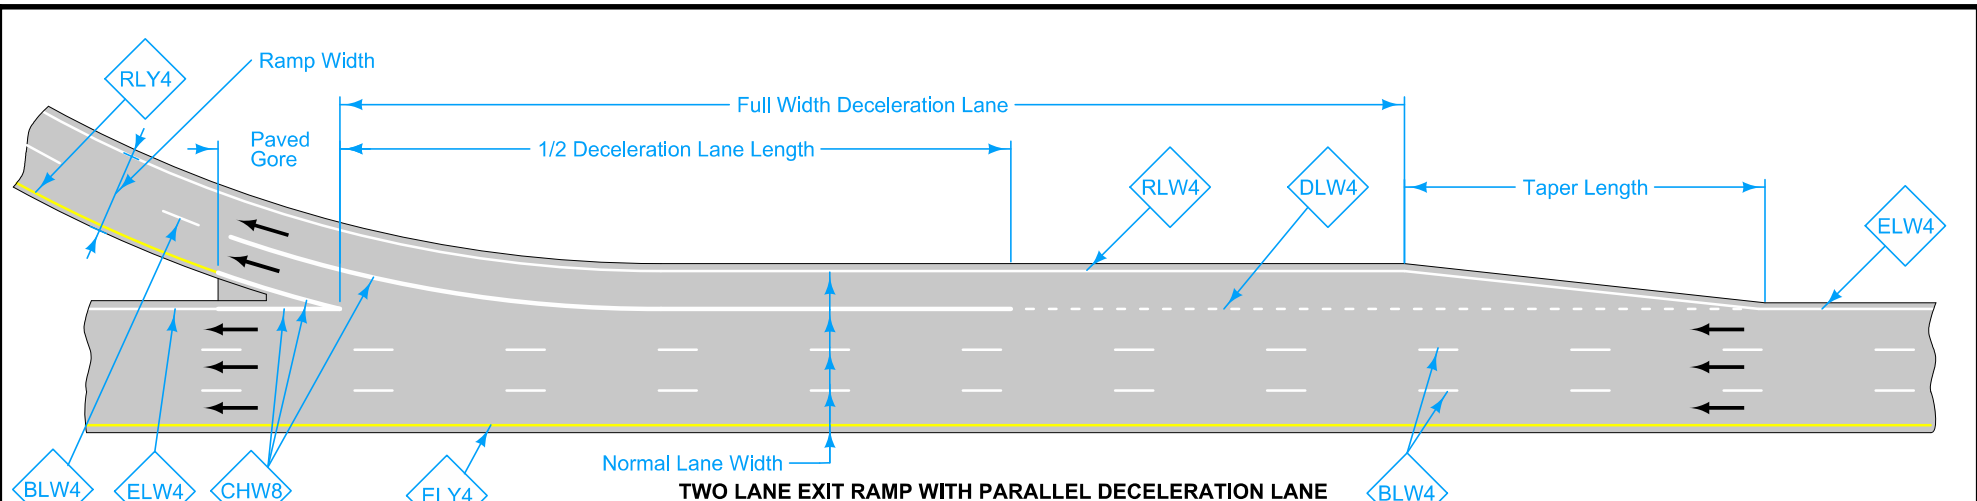 RLY4
Ramp Width
Full Width Deceleration Lane
Paved
Gore
1/2 Deceleration Lane Length
RLW4
DLW4
Taper Length
ELW4
Normal Lane Width
BLW4
ELW4
CHW8
ELY4
BLW4
TWO LANE EXIT RAMP WITH PARALLEL DECELERATION LANE